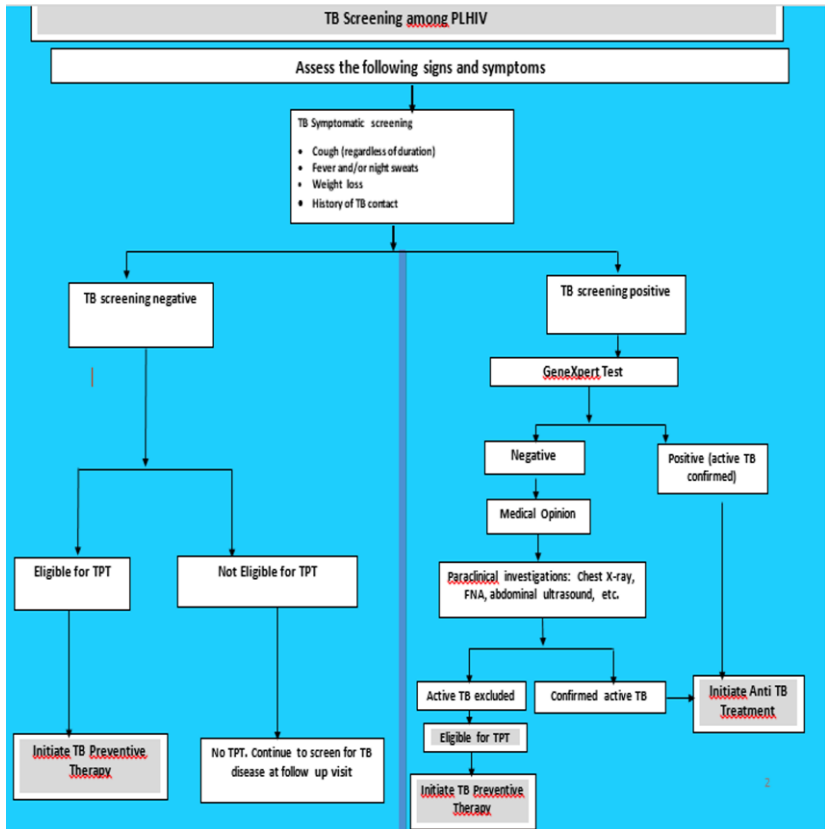 TB Screening among PLHIV
Assess the following signs and symptoms
TB Symptomatic screening
• Cough (regardless of duration)
• Fever and/or night sweats
• Weight loss
• History of TB contact
TB screening negative
TB screening positive
GeneXpert Test
Negative
Positive (active TB
confirmed)
Medical Opinion
Eligible for TPT
Not Eligible for TPT
Paraclinical investigations: Chest X-ray,
FNA, abdominal ultrasound, etc.
Active TB excluded
Confirmed active TB
Initiate Anti TB
Treatment
Eligible for TPT
Initiate TB Preventive
Therapy
No TPT. Continue to screen for TB
disease at follow up visit
Initiate TB Preventive
Therapy
2